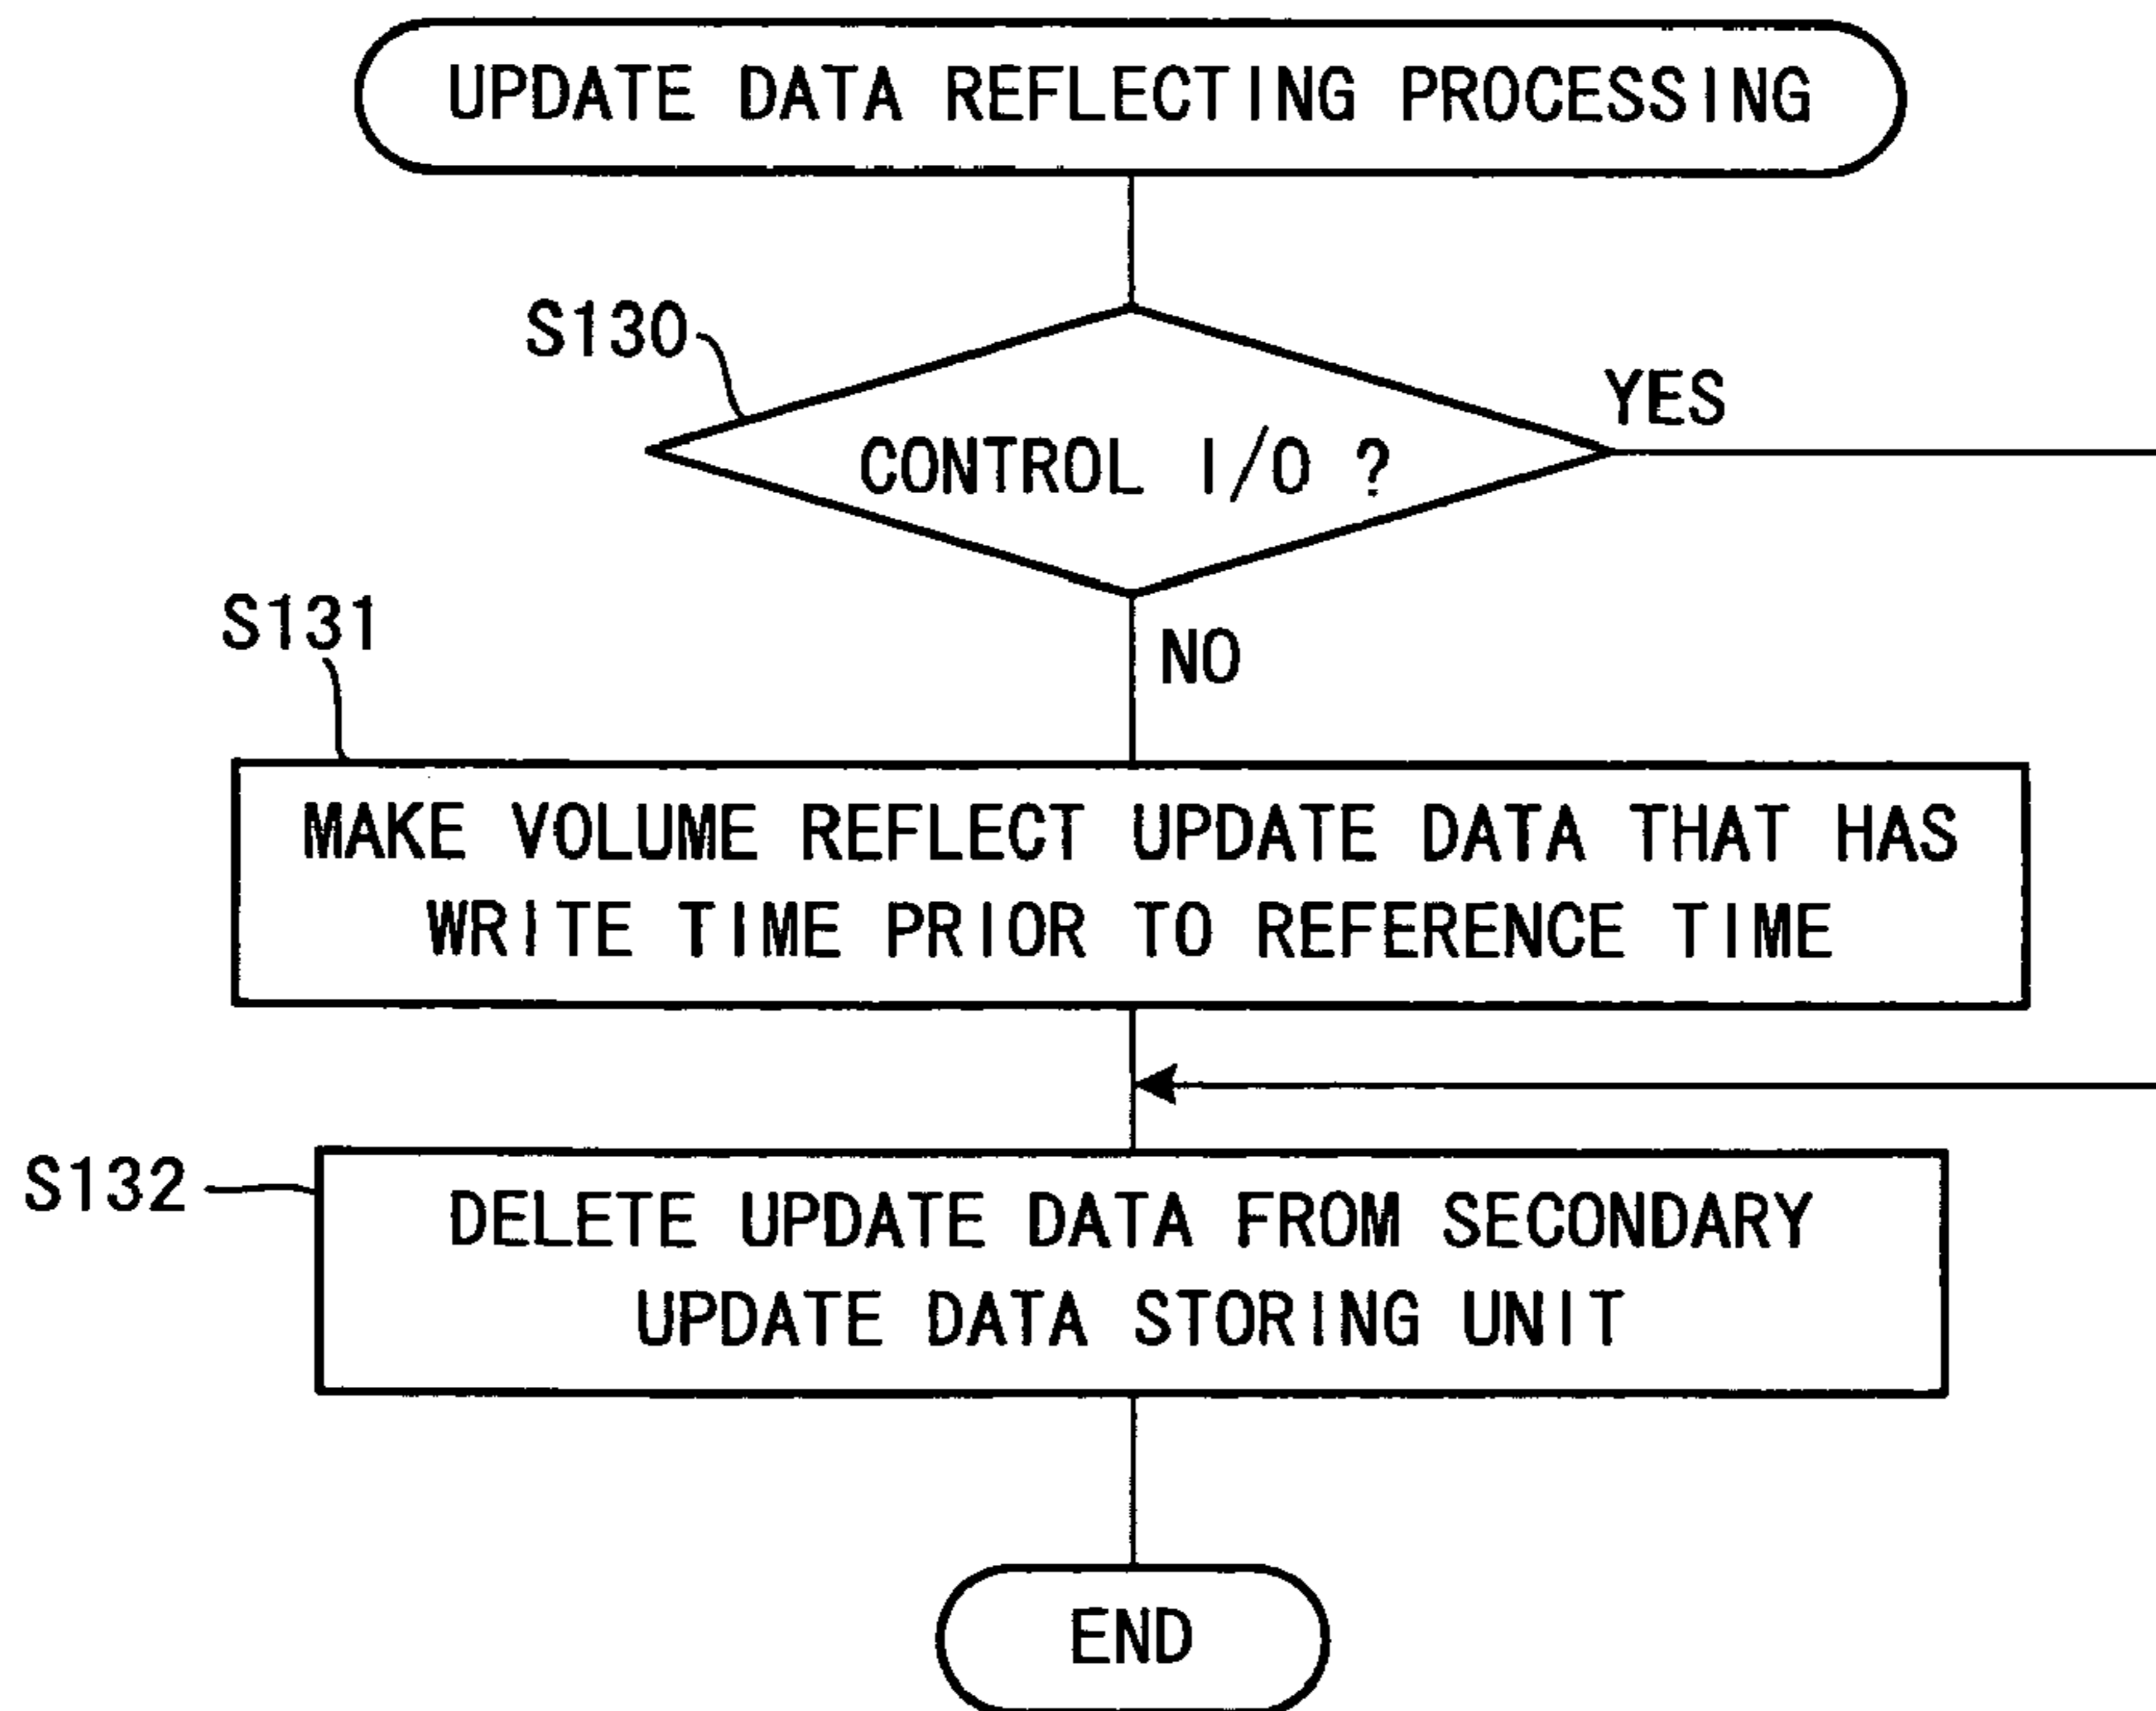 UPDATE DATA REFLECTING PROCESSING
S130
CONTROL I/O ?
YES
NO
S131
MAKE VOLUME REFLECT UPDATE DATA THAT HAS
WRITE TIME PRIOR TO REFERENCE TIME
S132
DELETE UPDATE DATA FROM SECONDARY
UPDATE DATA STORING UNIT
END